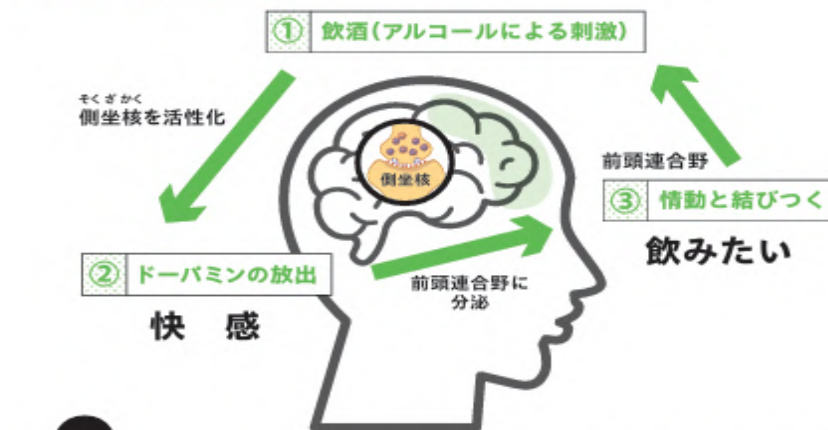 ① 飲酒(アルコールによる刺激)
そくざかく
側坐核を活性化
側坐核
② ドーパミンの放出
快 感
前頭連合野に
分泌
前頭連合野
③ 情動と結びつく
飲みたい